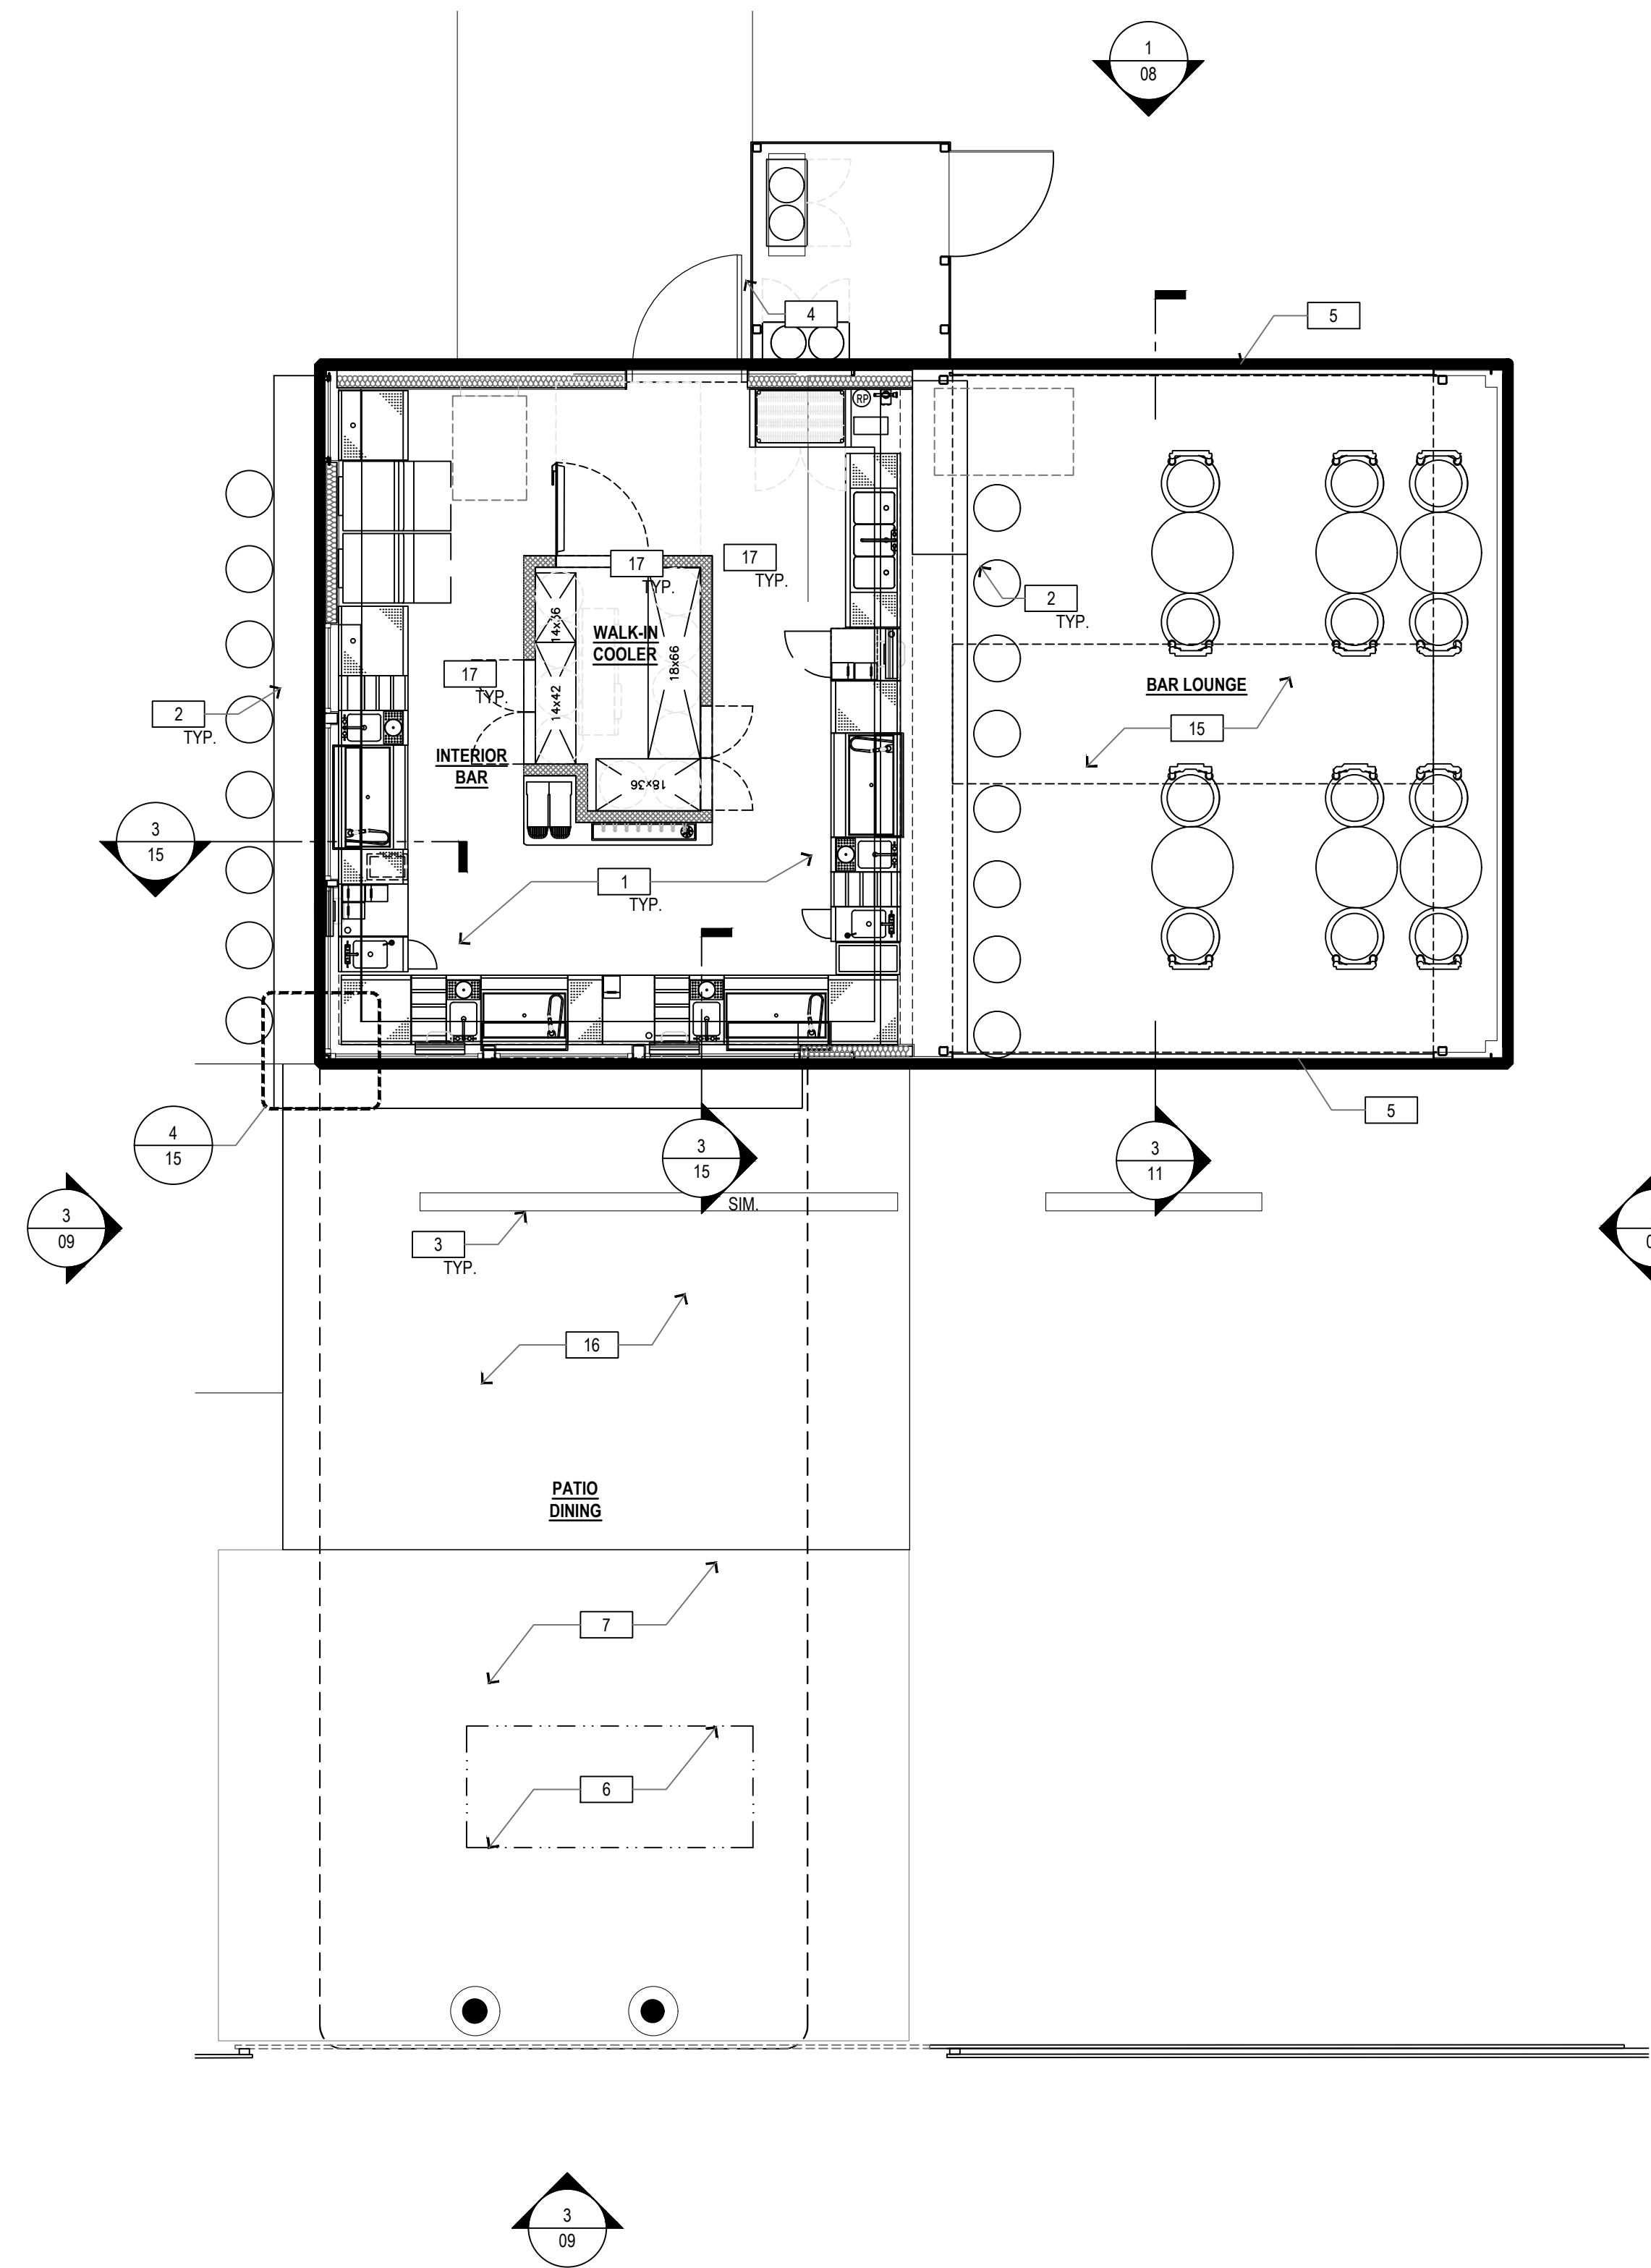 1
08
4
5
RP
17
TYP.
17
TYP.
2
TYP.
14x36
WALK-IN
COOLER
18x66
17
TYP.
14x42
BAR LOUNGE
2
TYP.
15
INTERIOR
BAR
18x36
3
15
1
TYP.
4
15
5
3
15
3
11
SIM.
3
09
3
TYP.
16
PATIO
DINING
7
6
3
09